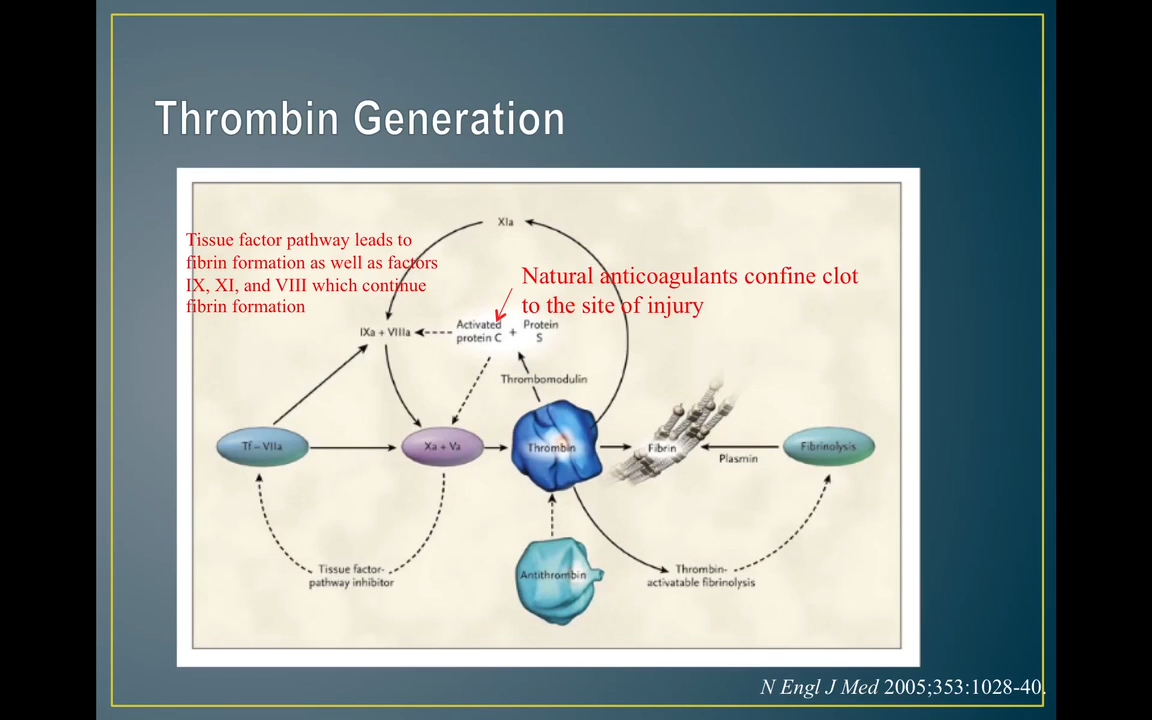 Thrombin Generation
XIa
Tissue factor pathway leads to
fibrin formation as well as factors
IX, XI, and VIII which continue
fibrin formation
Natural anticoagulants confine clot
to the site of injury
IXa + VIIIa
Activated
protein C
+
Protein
S
Thrombomodulin
Tf – VIIa
Xa + Va
Thrombin
Fibrin
Plasmin
Fibrinolysis
Tissue factor-
pathway inhibitor
Antithrombin
Thrombin-
activatable fibrinolysis
N Engl J Med 2005;353:1028-40.